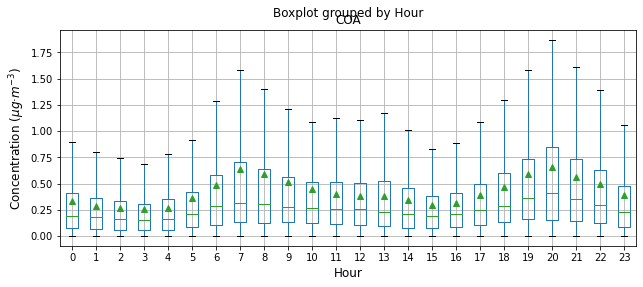 Boxplot grouped by Hour
COA
Concentration (μg·m⁻³)
1.75
1.50
1.25
1.00
0.75
0.50
0.25
0.00
0 1 2 3 4 5 6 7 8 9 10 11 12 13 14 15 16 17 18 19 20 21 22 23
Hour